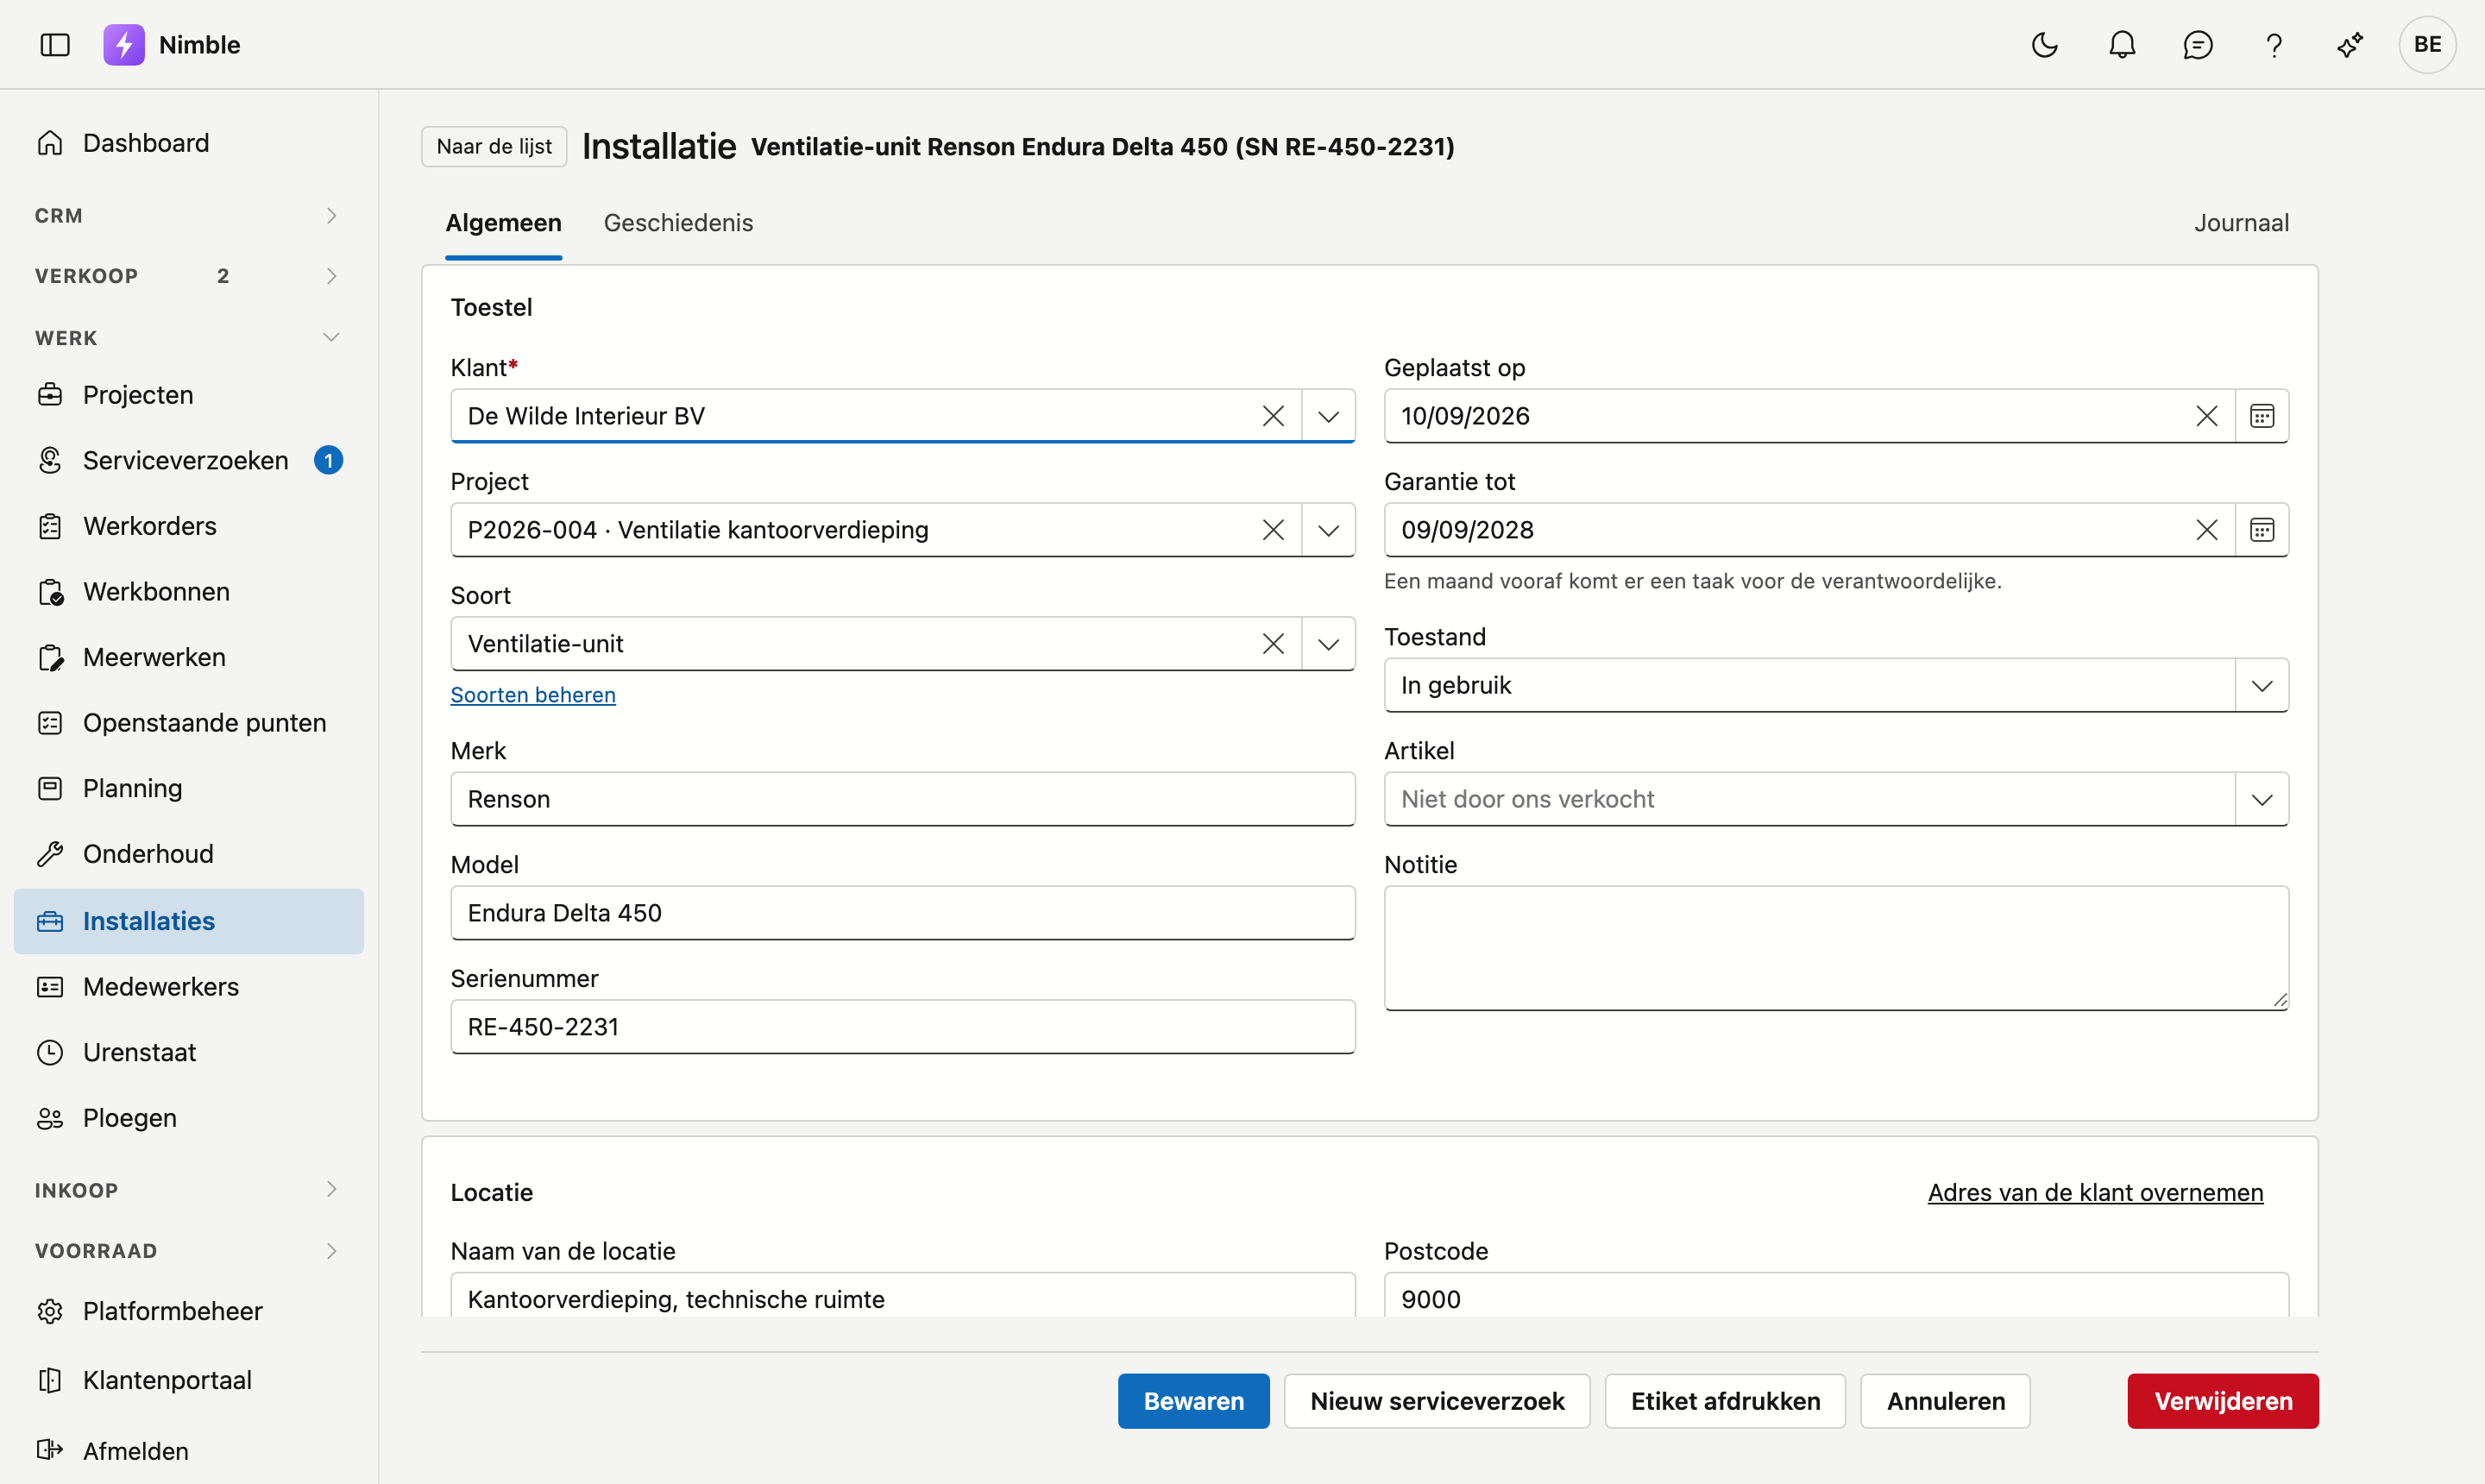 Nimble
BE
Dashboard
CRM
VERKOOP 2
WERK
Projecten
Serviceverzoeken 1
Werkorders
Werkbonnen
Meerwerken
Openstaande punten
Planning
Onderhoud
Installaties
Medewerkers
Urenstaat
Ploegen
INKOOP
VOORRAAD
Platformbeheer
Klantenportaal
Afmelden
Naar de lijst Installatie Ventilatie-unit Renson Endura Delta 450 (SN RE-450-2231)
Algemeen Geschiedenis Journaal
Toestel
Klant*
De Wilde Interieur BV
Project
P2026-004 · Ventilatie kantoorverdieping
Soort
Ventilatie-unit
Soorten beheren
Merk
Renson
Model
Endura Delta 450
Serienummer
RE-450-2231
Geplaatst op
10/09/2026
Garantie tot
09/09/2028
Een maand vooraf komt er een taak voor de verantwoordelijke.
Toestand
In gebruik
Artikel
Niet door ons verkocht
Notitie
Locatie Adres van de klant overnemen
Naam van de locatie
Kantoorverdieping, technische ruimte
Postcode
9000
Bewaren Nieuw serviceverzoek Etiket afdrukken Annuleren Verwijderen